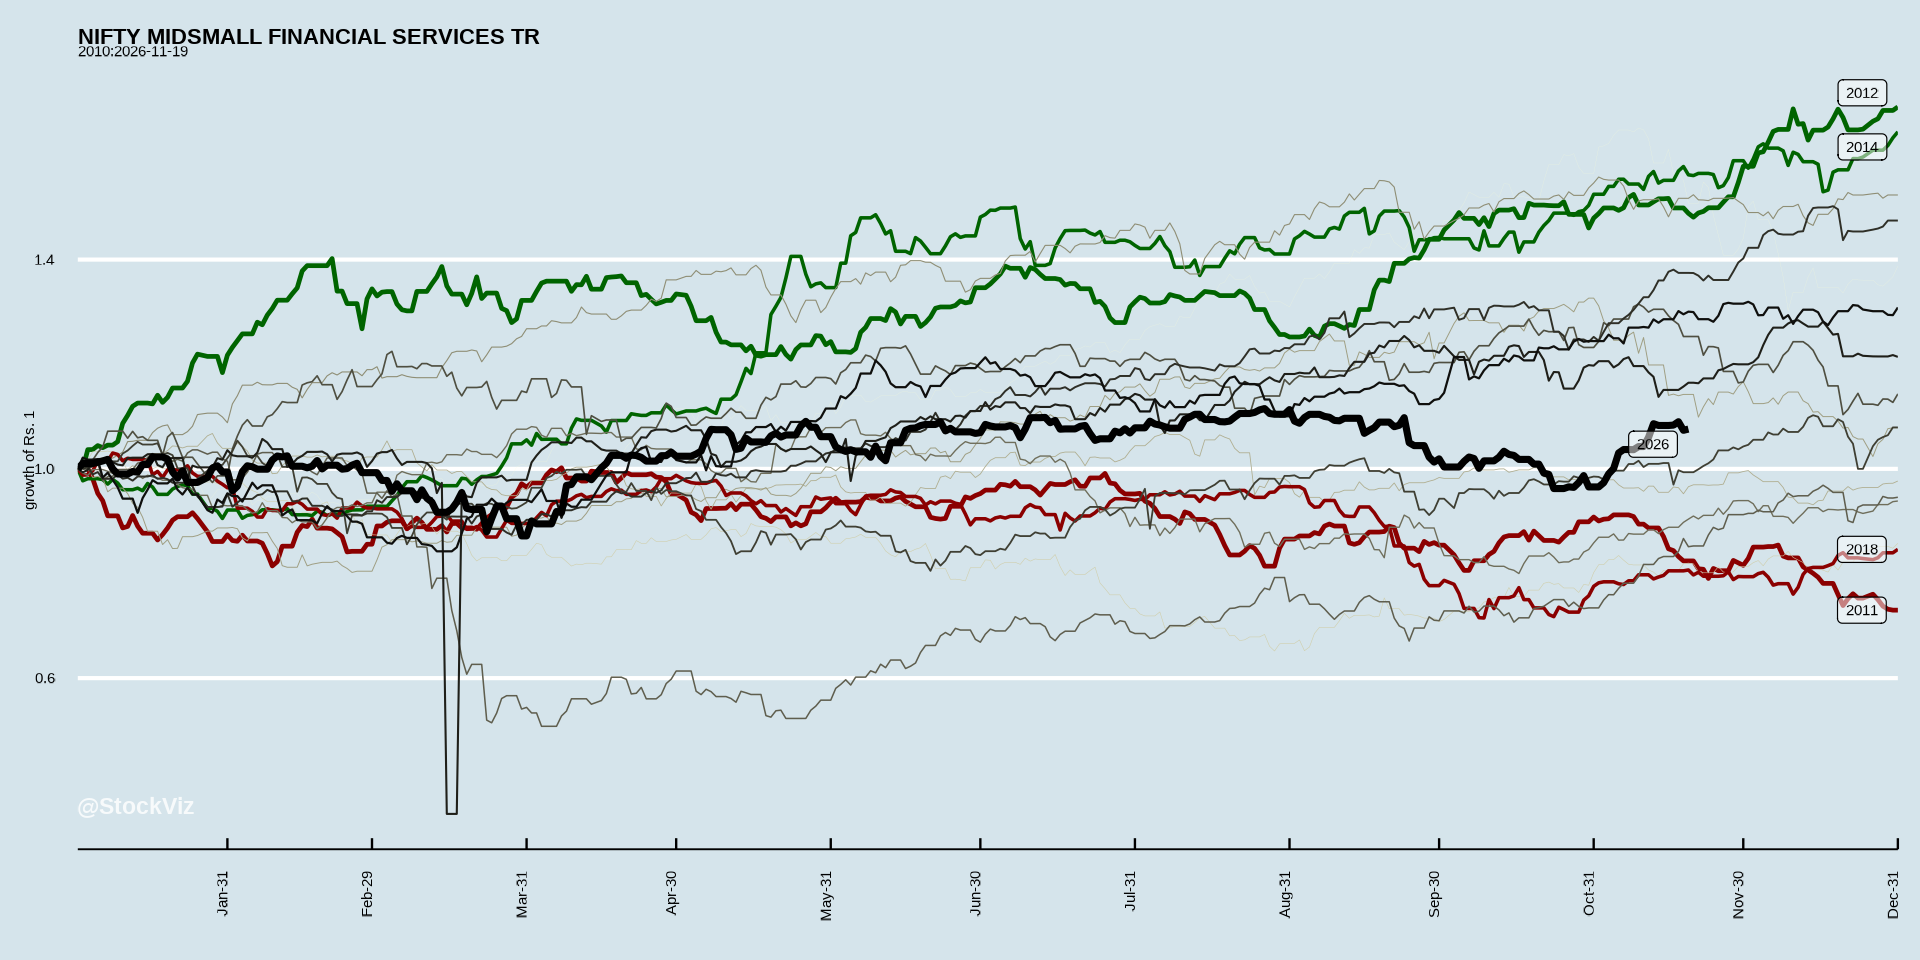 NIFTY MIDSMALL FINANCIAL SERVICES TR
2010:2026-11-19
2012
2014
1.4
growth of Rs. 1
1.0
2026
2018
2011
0.6
@StockViz
Jan-31
Feb-29
Mar-31
Apr-30
May-31
Jun-30
Jul-31
Aug-31
Sep-30
Oct-31
Nov-30
Dec-31